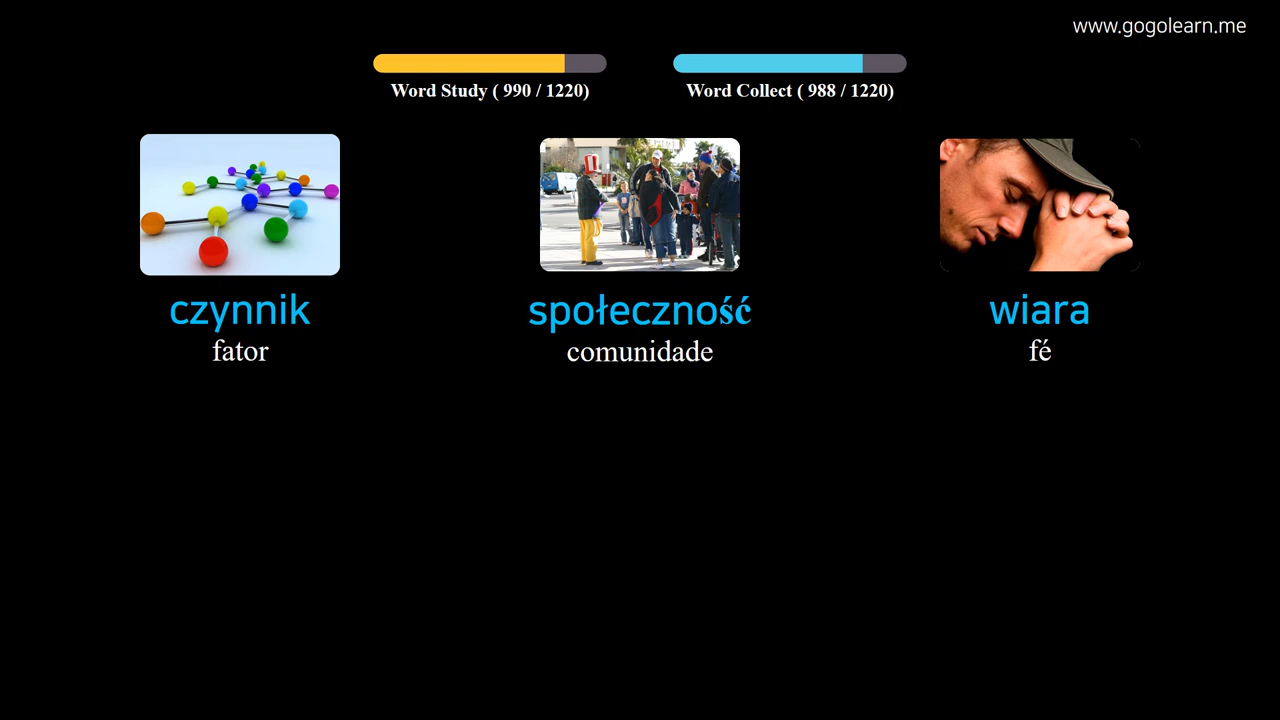 www.gogolearn.me
Word Study ( 990 / 1220)
Word Collect ( 988 / 1220)
czynnik
społeczność
wiara
fator
comunidade
fé